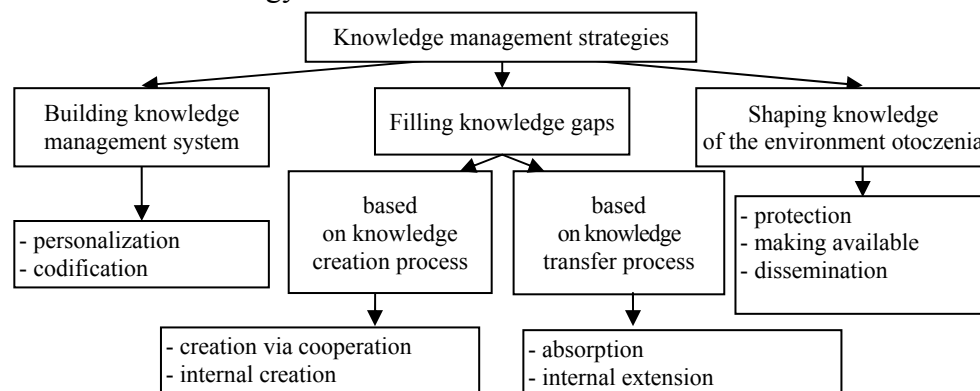 Knowledge management strategies
Building knowledge
management system
Filling knowledge gaps
Shaping knowledge
of the environment otoczenia
- personalization
- codification
based
on knowledge
creation process
based
on knowledge
transfer process
- protection
- making available
- dissemination
- creation via cooperation
- internal creation
- absorption
- internal extension